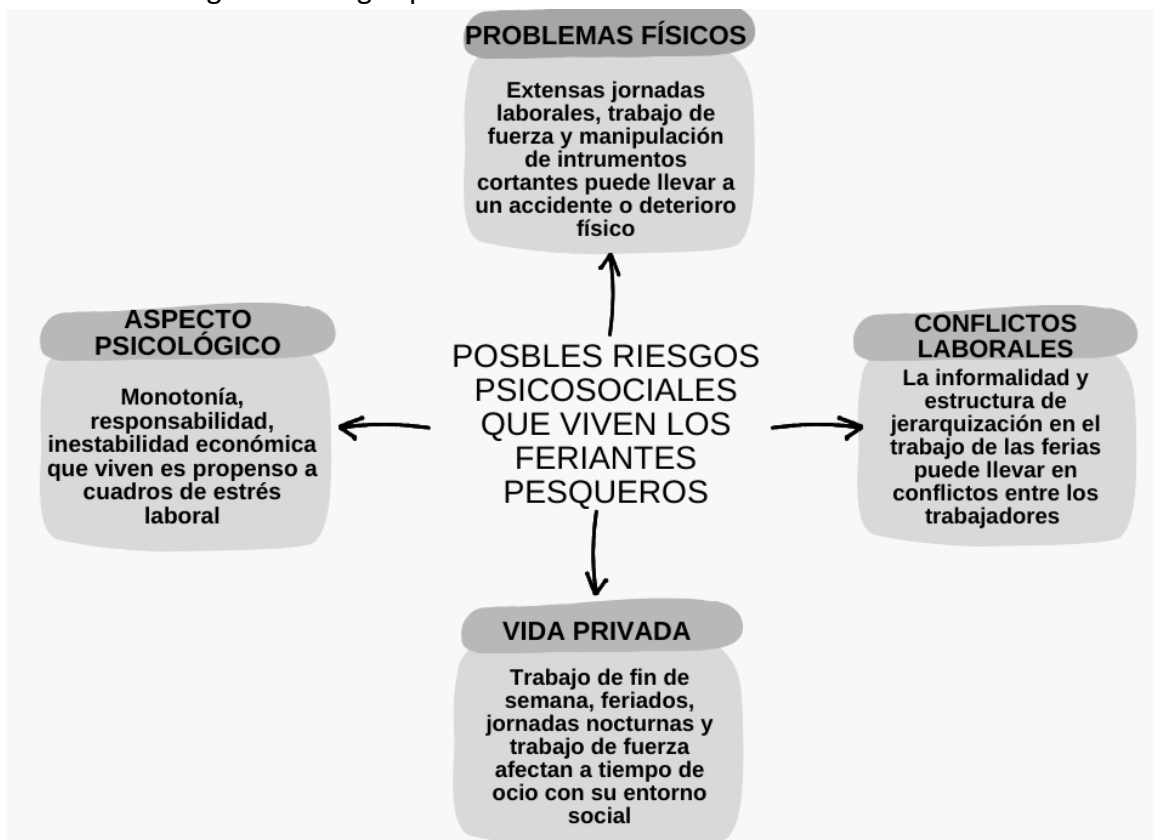 PROBLEMAS FÍSICOS
Extensas jornadas
laborales, trabajo de
fuerza y manipulación
de intrumentos
cortantes puede llevar a
un accidente o deterioro
físico
ASPECTO
PSICOLÓGICO
Monotonía,
responsabilidad,
inestabilidad económica
que viven es propenso a
cuadros de estrés
laboral
POSBLES RIESGOS
PSICOSOCIALES
QUE VIVEN LOS
FERIANTES
PESQUEROS
CONFLICTOS
LABORALES
La informalidad y
estructura de
jerarquización en el
trabajo de las ferias
puede llevar en
conflictos entre los
trabajadores
VIDA PRIVADA
Trabajo de fin de
semana, feriados,
jornadas nocturnas y
trabajo de fuerza
afectan a tiempo de
ocio con su entorno
social